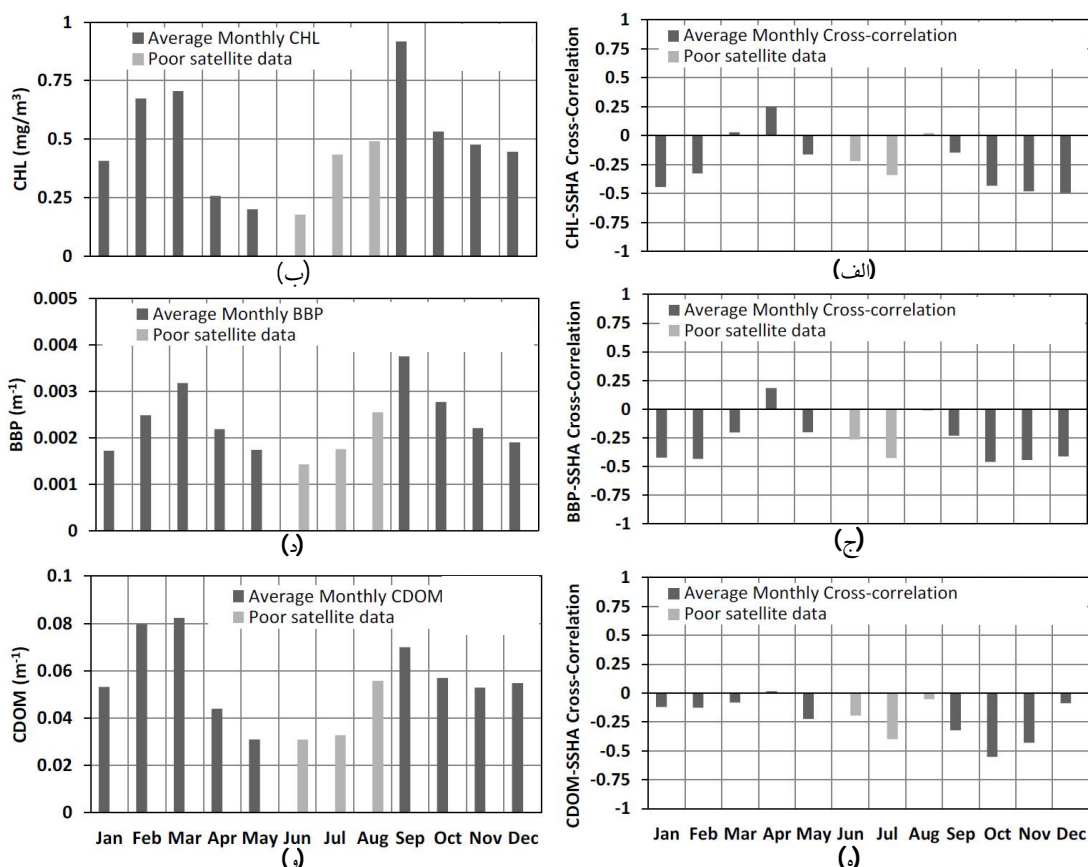 1
0.75
0.5
0.25
0
CHL (mg/m³)
Average Monthly CHL
Poor satellite data
(ب)
1
0.75
0.5
0.25
0
-0.25
-0.5
-0.75
-1
CHL-SSHA Cross-Correlation
Average Monthly Cross-correlation
Poor satellite data
(الف)
0.005
0.004
0.003
0.002
0.001
0
BBP (m⁻¹)
Average Monthly BBP
Poor satellite data
(د)
1
0.75
0.5
0.25
0
-0.25
-0.5
-0.75
-1
BBP-SSHA Cross-Correlation
Average Monthly Cross-correlation
Poor satellite data
(ج)
0.1
0.08
0.06
0.04
0.02
0
CDOM (m⁻¹)
Average Monthly CDOM
Poor satellite data
Jan Feb Mar Apr May Jun Jul Aug Sep Oct Nov Dec
(و)
1
0.75
0.5
0.25
0
-0.25
-0.5
-0.75
-1
CDOM-SSHA Cross-Correlation
Average Monthly Cross-correlation
Poor satellite data
Jan Feb Mar Apr May Jun Jul Aug Sep Oct Nov Dec
(ه)